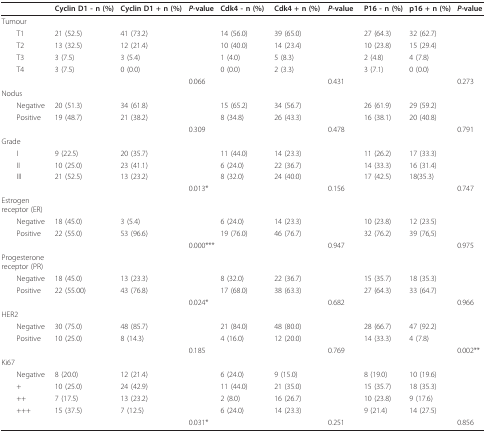 Cyclin D1 - n (%) Cyclin D1 + n (%) P-value Cdk4 - n (%) Cdk4 + n (%) P-value P16 - n (%) p16 + n (%) P-value
Tumour
T1 21 (52.5) 41 (73.2) 14 (56.0) 39 (65.0) 27 (64.3) 32 (62.7)
T2 13 (32.5) 12 (21.4) 10 (40.0) 14 (23.4) 10 (23.8) 15 (29.4)
T3 3 (7.5) 3 (5.4) 1 (4.0) 5 (8.3) 2 (4.8) 4 (7.8)
T4 3 (7.5) 0 (0.0) 0 (0.0) 2 (3.3) 3 (7.1) 0 (0.0)
0.066 0.431 0.273
Nodus
Negative 20 (51.3) 34 (61.8) 15 (65.2) 34 (56.7) 26 (61.9) 29 (59.2)
Positive 19 (48.7) 21 (38.2) 8 (34.8) 26 (43.3) 16 (38.1) 20 (40.8)
0.309 0.478 0.791
Grade
I 9 (22.5) 20 (35.7) 11 (44.0) 14 (23.3) 11 (26.2) 17 (33.3)
II 10 (25.0) 23 (41.1) 6 (24.0) 22 (36.7) 14 (33.3) 16 (31.4)
III 21 (52.5) 13 (23.2) 8 (32.0) 24 (40.0) 17 (42.5) 18(35.3)
0.013* 0.156 0.747
Estrogen
receptor (ER)
Negative 18 (45.0) 3 (5.4) 6 (24.0) 14 (23.3) 10 (23.8) 12 (23.5)
Positive 22 (55.0) 53 (96.6) 19 (76.0) 46 (76.7) 32 (76.2) 39 (76,5)
0.000*** 0.947 0.975
Progesterone
receptor (PR)
Negative 18 (45.0) 13 (23.3) 8 (32.0) 22 (36.7) 15 (35.7) 18 (35.3)
Positive 22 (55.00) 43 (76.8) 17 (68.0) 38 (63.3) 27 (64.3) 33 (64.7)
0.024* 0.682 0.966
HER2
Negative 30 (75.0) 48 (85.7) 21 (84.0) 48 (80.0) 28 (66.7) 47 (92.2)
Positive 10 (25.0) 8 (14.3) 4 (16.0) 12 (20.0) 14 (33.3) 4 (7.8)
0.185 0.769 0.002**
Ki67
Negative 8 (20.0) 12 (21.4) 6 (24.0) 9 (15.0) 8 (19.0) 10 (19.6)
+ 10 (25.0) 24 (42.9) 11 (44.0) 21 (35.0) 15 (35.7) 18 (35.3)
++ 7 (17.5) 13 (23.2) 2 (8.0) 16 (26.7) 10 (23.8) 9 (17.6)
+++ 15 (37.5) 7 (12.5) 6 (24.0) 14 (23.3) 9 (21.4) 14 (27.5)
0.031* 0.251 0.856